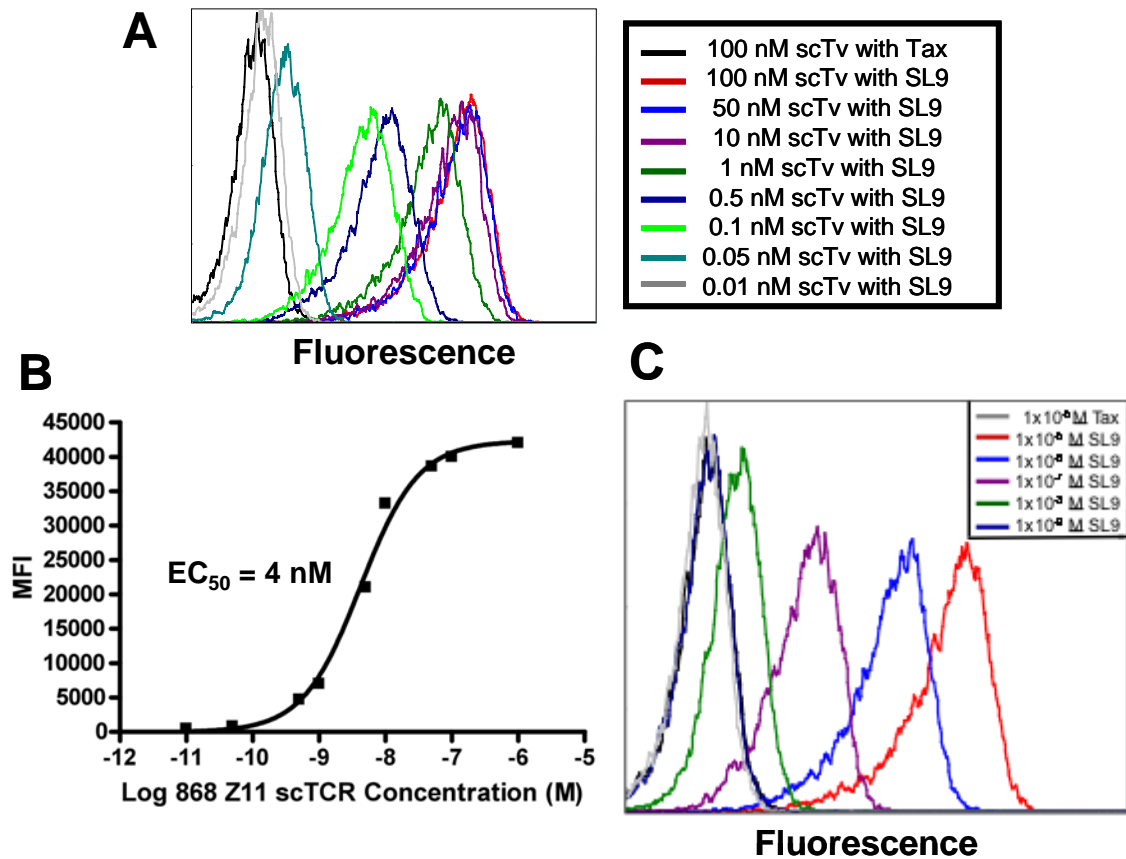 A
100 nM scTv with Tax
100 nM scTv with SL9
50 nM scTv with SL9
10 nM scTv with SL9
1 nM scTv with SL9
0.5 nM scTv with SL9
0.1 nM scTv with SL9
0.05 nM scTv with SL9
0.01 nM scTv with SL9
Fluorescence
B
45000
40000
35000
30000
25000
20000
15000
10000
5000
0
MFI
EC₅₀ = 4 nM
-12 -11 -10 -9 -8 -7 -6 -5
Log 868 Z11 scTCR Concentration (M)
C
M Tax
M SL9
M SL9
M SL9
M SL9
M SL9
Fluorescence